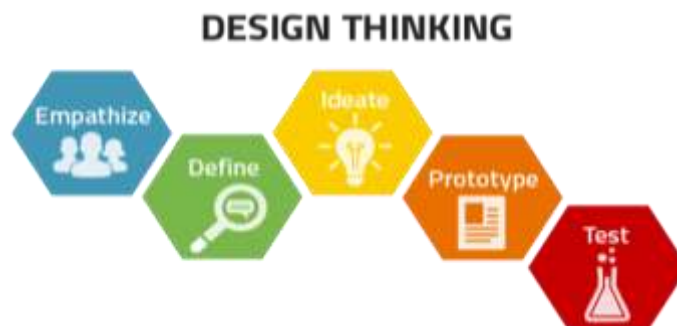 DESIGN THINKING
Empathize
Define
Ideate
Prototype
Test